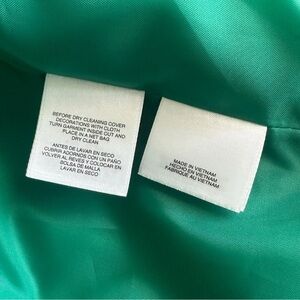 BEFORE DRY CLEANING COVER
DECORATIONS WITH CLOTH
TURN GARMENT INSIDE OUT AND
PLACE IN A NET BAG
DRY CLEAN
ANTES DE LAVAR EN SECO
CUBRIR ADORNOS CON UN PAÑO
VOLVER AL REVES Y COLOCAR EN
BOLSA DE MALLA
LAVAR EN SECO
MADE IN VIETNAM
HECHO EN VIETNAM
FABRIQUE AU VIETNAM